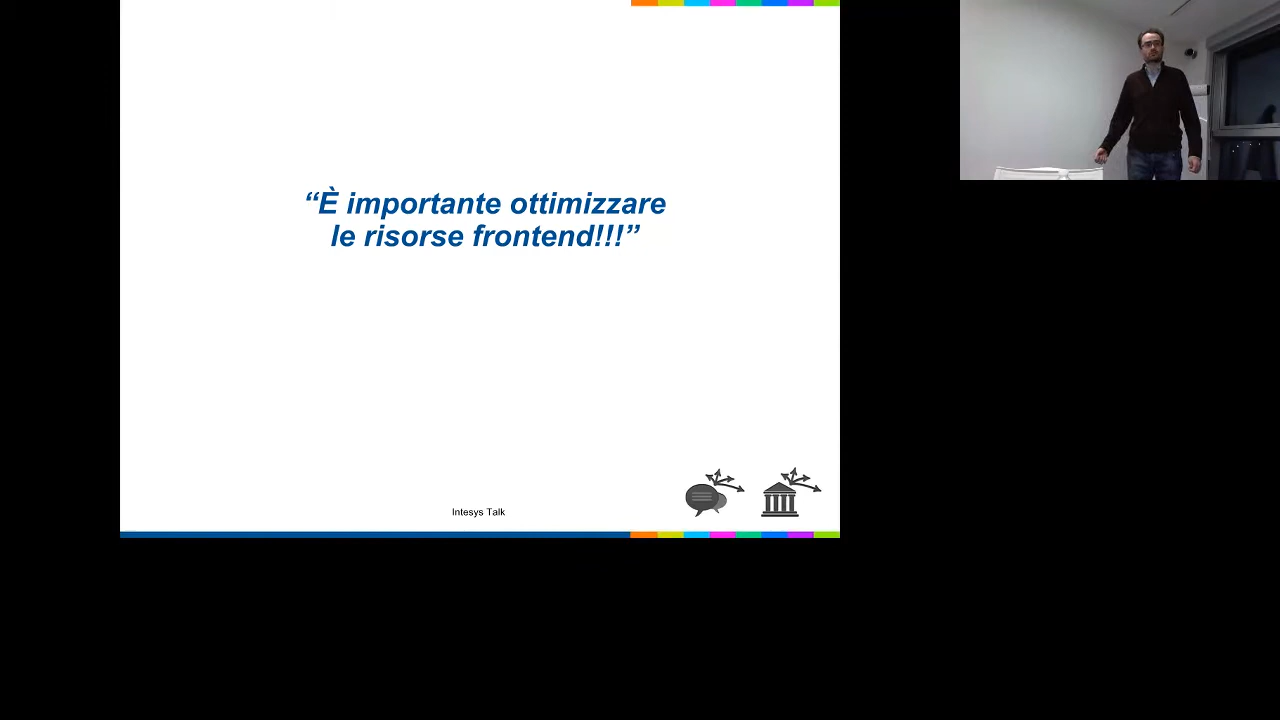 “È importante ottimizzare
le risorse frontend!!!”
Intesys Talk